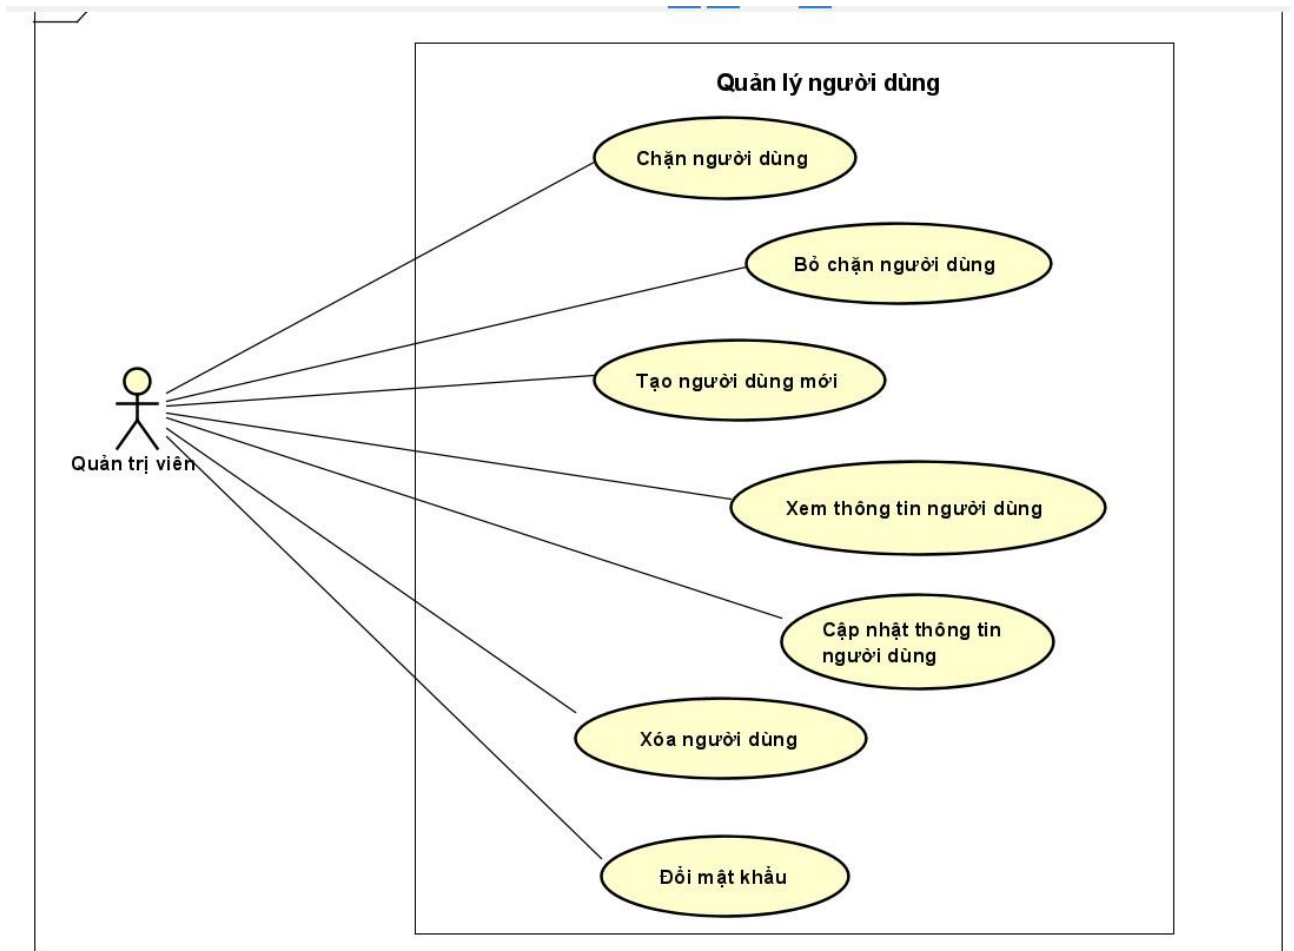 Quản lý người dùng
Chặn người dùng
Bỏ chặn người dùng
Tạo người dùng mới
Quản trị viên
Xem thông tin người dùng
Cập nhật thông tin
người dùng
Xóa người dùng
Đổi mật khẩu